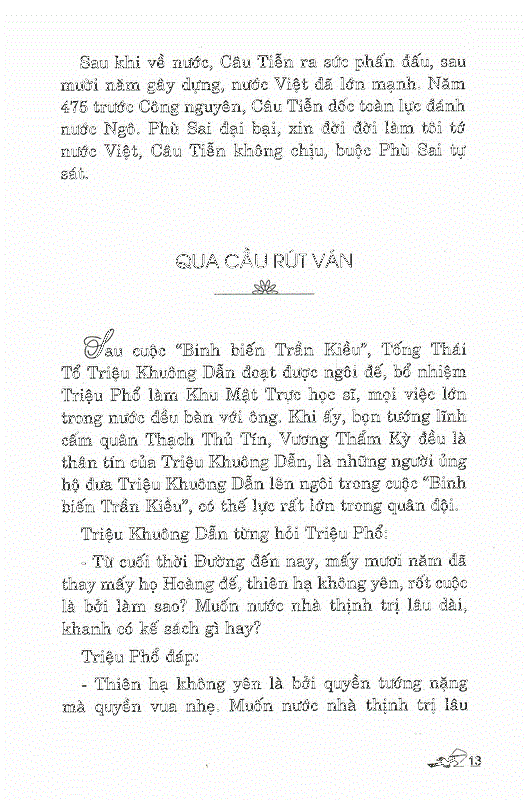 Sau khi về nước, Câu Tiễn ra sức phấn đấu, sau
mười năm gây dựng, nước Việt đã lớn mạnh. Năm
475 trước Công nguyên, Câu Tiễn dốc toàn lực đánh
nước Ngô. Phù Sai đại bại, xin đời đời làm tôi tớ
nước Việt, Câu Tiễn không chịu, buộc Phù Sai tự
sát.
QUA CẦU RÚT VÁN
Sau cuộc “Binh biến Trần Kiều”, Tống Thái
Tổ Triệu Khuông Dẫn đoạt được ngôi đế, bổ nhiệm
Triệu Phổ làm Khu Mật Trực học sĩ, mọi việc lớn
trong nước đều bàn với ông. Khi ấy, bọn tướng lĩnh
cấm quân Thạch Thủ Tín, Vương Thẩm Kỳ đều là
thân tín của Triệu Khuông Dẫn, là những người ủng
hộ đưa Triệu Khuông Dẫn lên ngôi trong cuộc “Binh
biến Trần Kiều”, có thế lực rất lớn trong quân đội.
Triệu Khuông Dẫn từng hỏi Triệu Phổ:
- Từ cuối thời Đường đến nay, mấy mươi năm đã
thay mấy họ Hoàng đế, thiên hạ không yên, rốt cuộc
là bởi làm sao? Muốn nước nhà thịnh trị lâu dài,
khanh có kế sách gì hay?
Triệu Phổ đáp:
- Thiên hạ không yên là bởi quyền tướng nặng
mà quyền vua nhẹ. Muốn nước nhà thịnh trị lâu
13